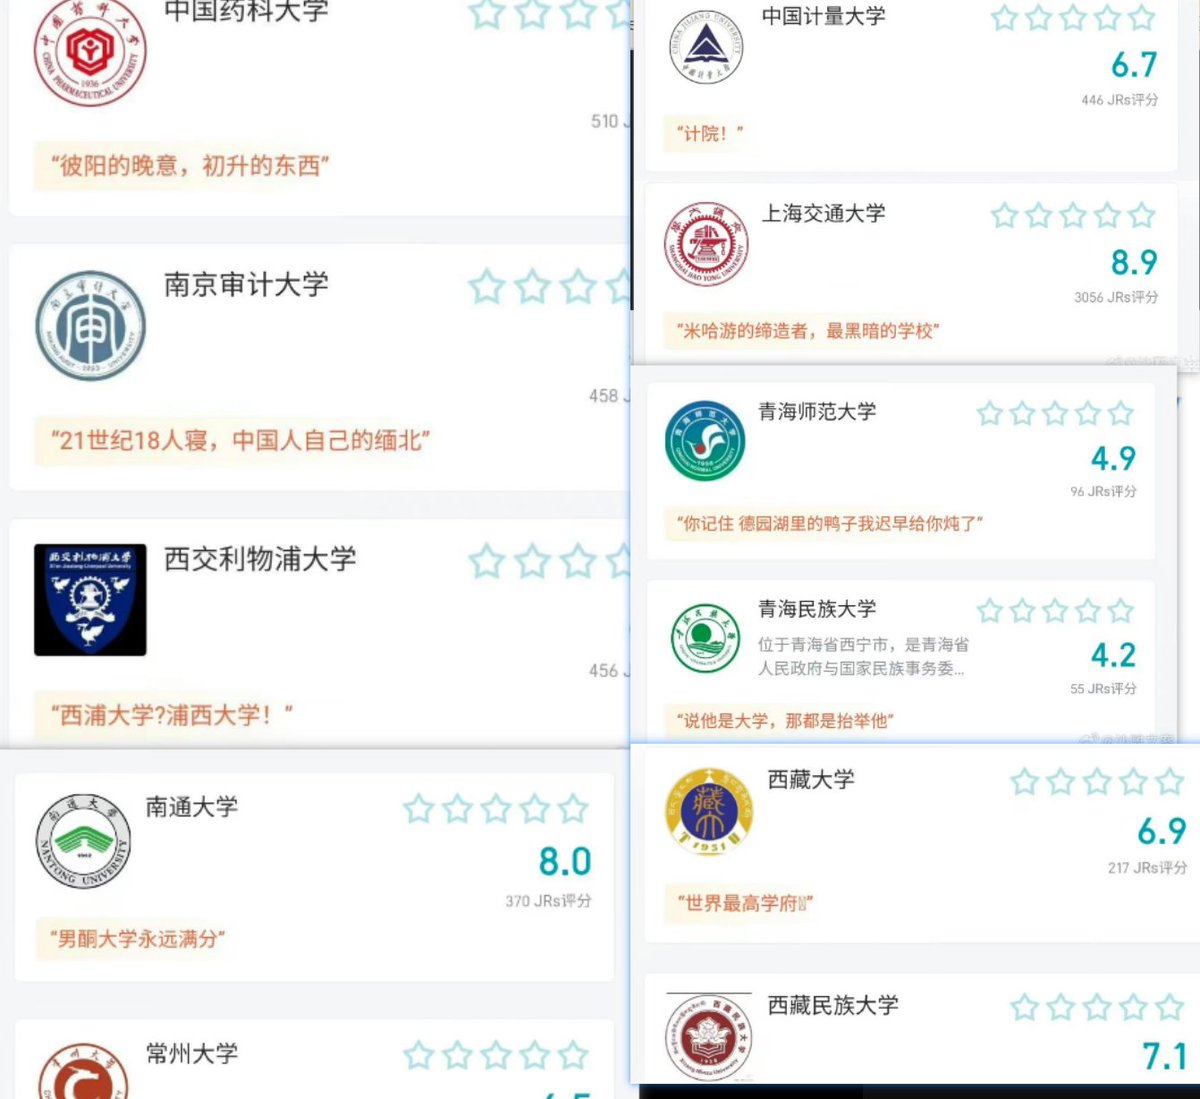 中国药科大学
510 J
“彼阳的晚意，初升的东西”
南京审计大学
458 J
“21世纪18人寝，中国人自己的缅北”
西交利物浦大学
456 J
“西浦大学?浦西大学！”
南通大学
8.0
370 JRs评分
“男酮大学永远满分”
常州大学
中国计量大学
6.7
446 JRs评分
“计院！”
上海交通大学
8.9
3056 JRs评分
“米哈游的缔造者，最黑暗的学校”
青海师范大学
4.9
96 JRs评分
“你记住 德园湖里的鸭子我迟早给你炖了”
青海民族大学
位于青海省西宁市，是青海省
人民政府与国家民族事务委...
4.2
55 JRs评分
“说他是大学，那都是抬举他”
西藏大学
6.9
217 JRs评分
“世界最高学府”
西藏民族大学
7.1